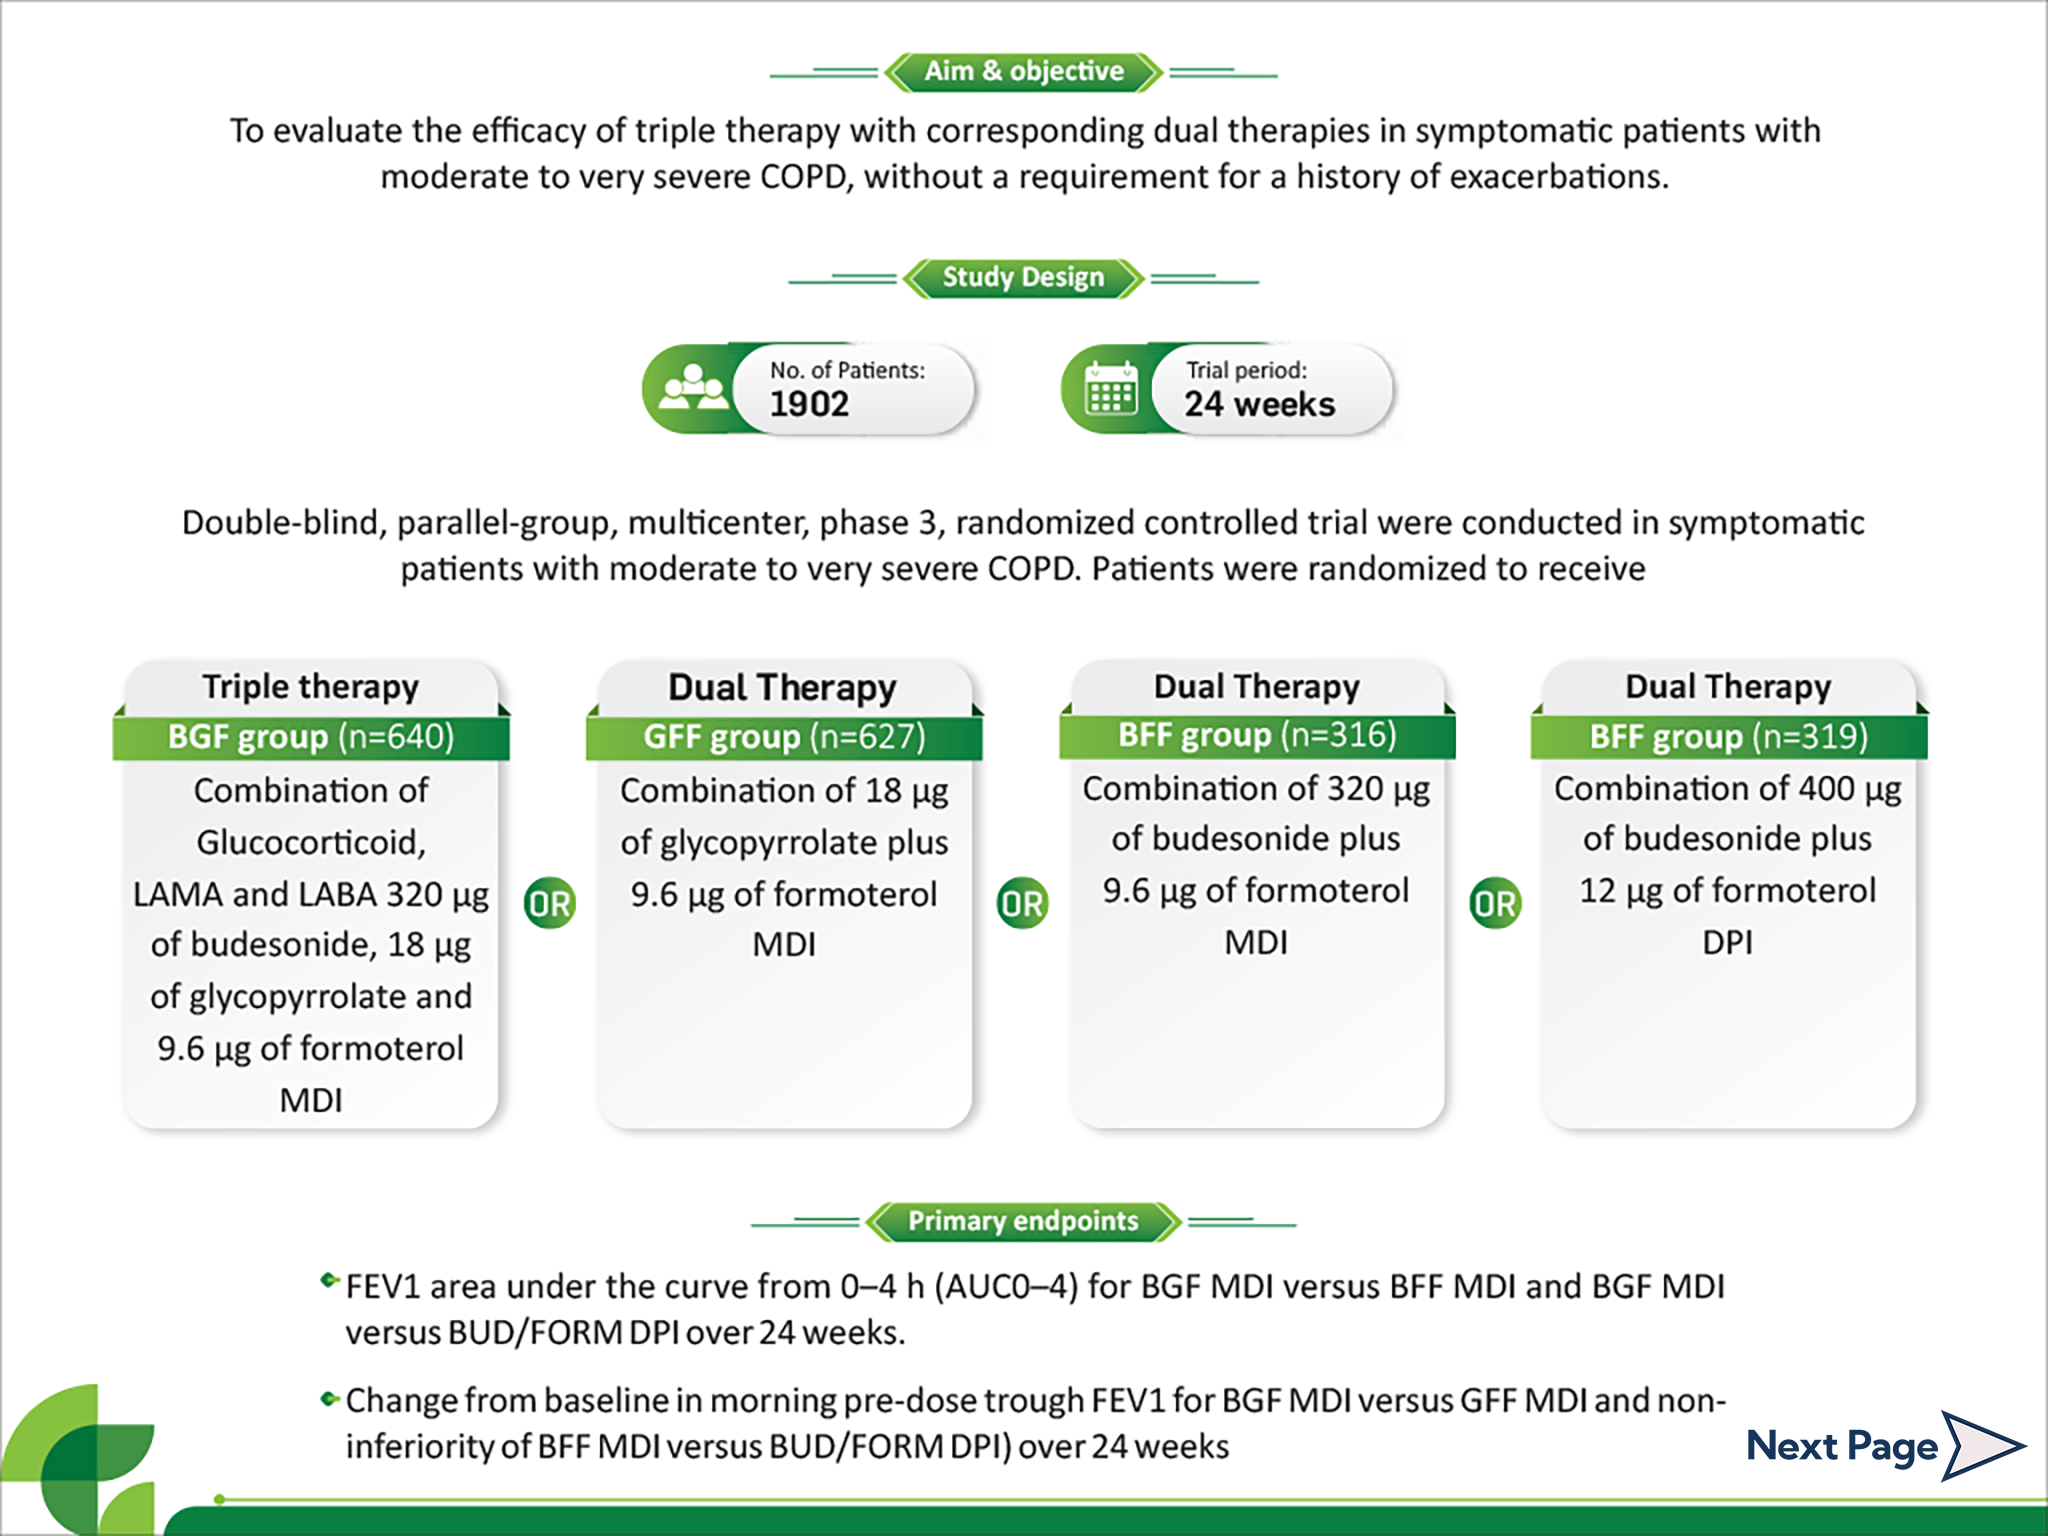 Aim & objective
To evaluate the efficacy of triple therapy with corresponding dual therapies in symptomatic patients with
moderate to very severe COPD, without a requirement for a history of exacerbations.
Study Design
No. of Patients:
1902
Trial period:
24 weeks
Double-blind, parallel-group, multicenter, phase 3, randomized controlled trial were conducted in symptomatic
patients with moderate to very severe COPD. Patients were randomized to receive
Triple therapy
BGF group (n=640)
Combination of
Glucocorticoid,
LAMA and LABA 320 µg
of budesonide, 18 µg
of glycopyrrolate and
9.6 µg of formoterol
MDI
OR
Dual Therapy
GFF group (n=627)
Combination of 18 µg
of glycopyrrolate plus
9.6 µg of formoterol
MDI
OR
Dual Therapy
BFF group (n=316)
Combination of 320 µg
of budesonide plus
9.6 µg of formoterol
MDI
OR
Dual Therapy
BFF group (n=319)
Combination of 400 µg
of budesonide plus
12 µg of formoterol
DPI
Primary endpoints
FEV1 area under the curve from 0–4 h (AUC0–4) for BGF MDI versus BFF MDI and BGF MDI
versus BUD/FORM DPI over 24 weeks.
Change from baseline in morning pre-dose trough FEV1 for BGF MDI versus GFF MDI and non-
inferiority of BFF MDI versus BUD/FORM DPI) over 24 weeks
Next Page